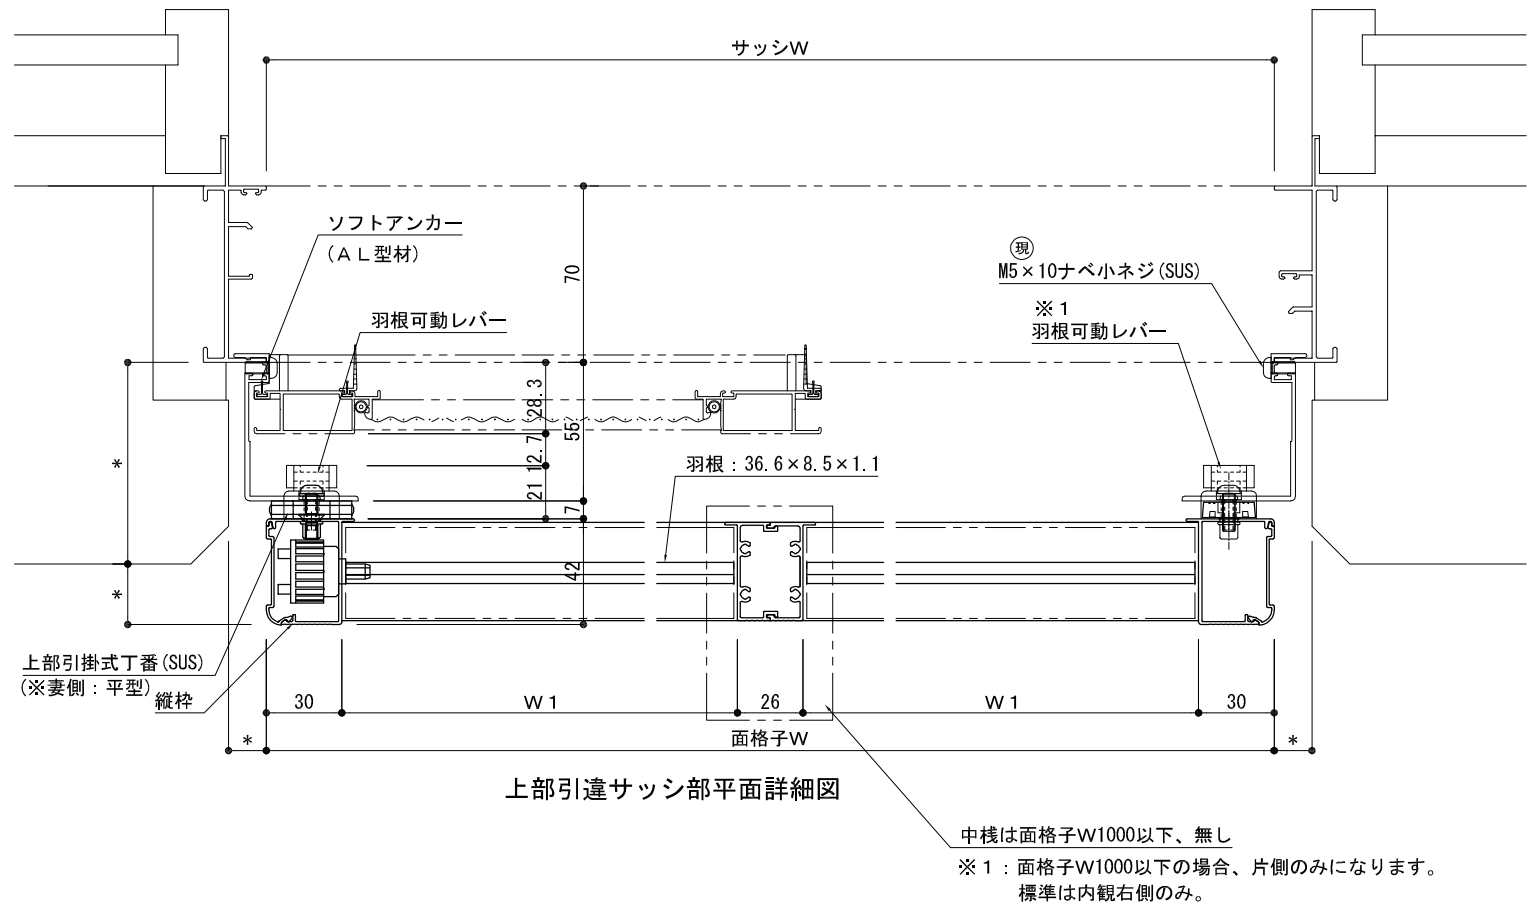 サッシW
ソフトアンカー
(AL型材)
70
現
M5×10ナベ小ネジ(SUS)
※1
羽根可動レバー
羽根可動レバー
28.3
55
12.7
21
7
42
*
*
羽根：36.6×8.5×1.1
上部引掛式丁番(SUS)
(※妻側：平型)
縦枠
30
W1
26
W1
30
*
面格子W
*
上部引違サッシ部平面詳細図
中桟は面格子W1000以下、無し
※1：面格子W1000以下の場合、片側のみになります。
標準は内観右側のみ。